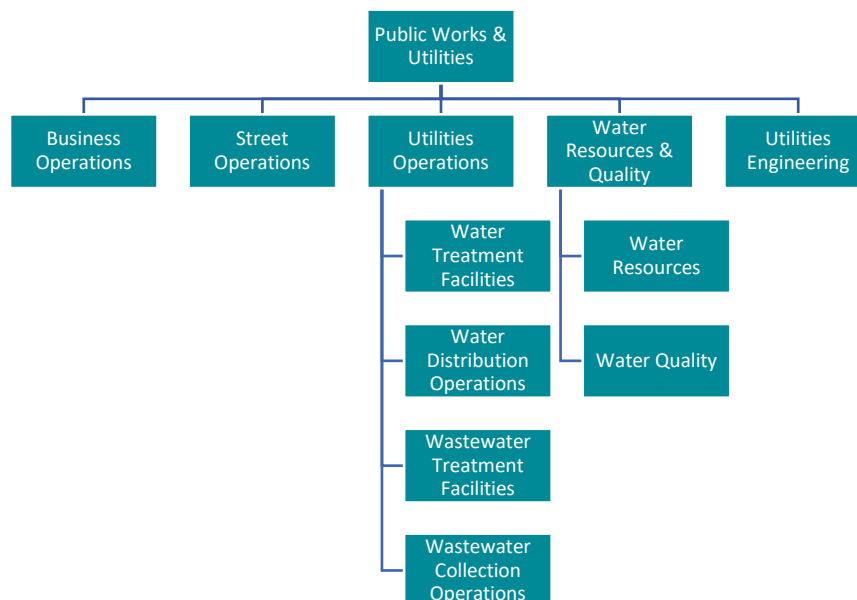 Public Works &
Utilities
Business
Operations
Street
Operations
Utilities
Operations
Water
Resources &
Quality
Utilities
Engineering
Water
Treatment
Facilities
Water
Resources
Water
Distribution
Operations
Water Quality
Wastewater
Treatment
Facilities
Wastewater
Collection
Operations